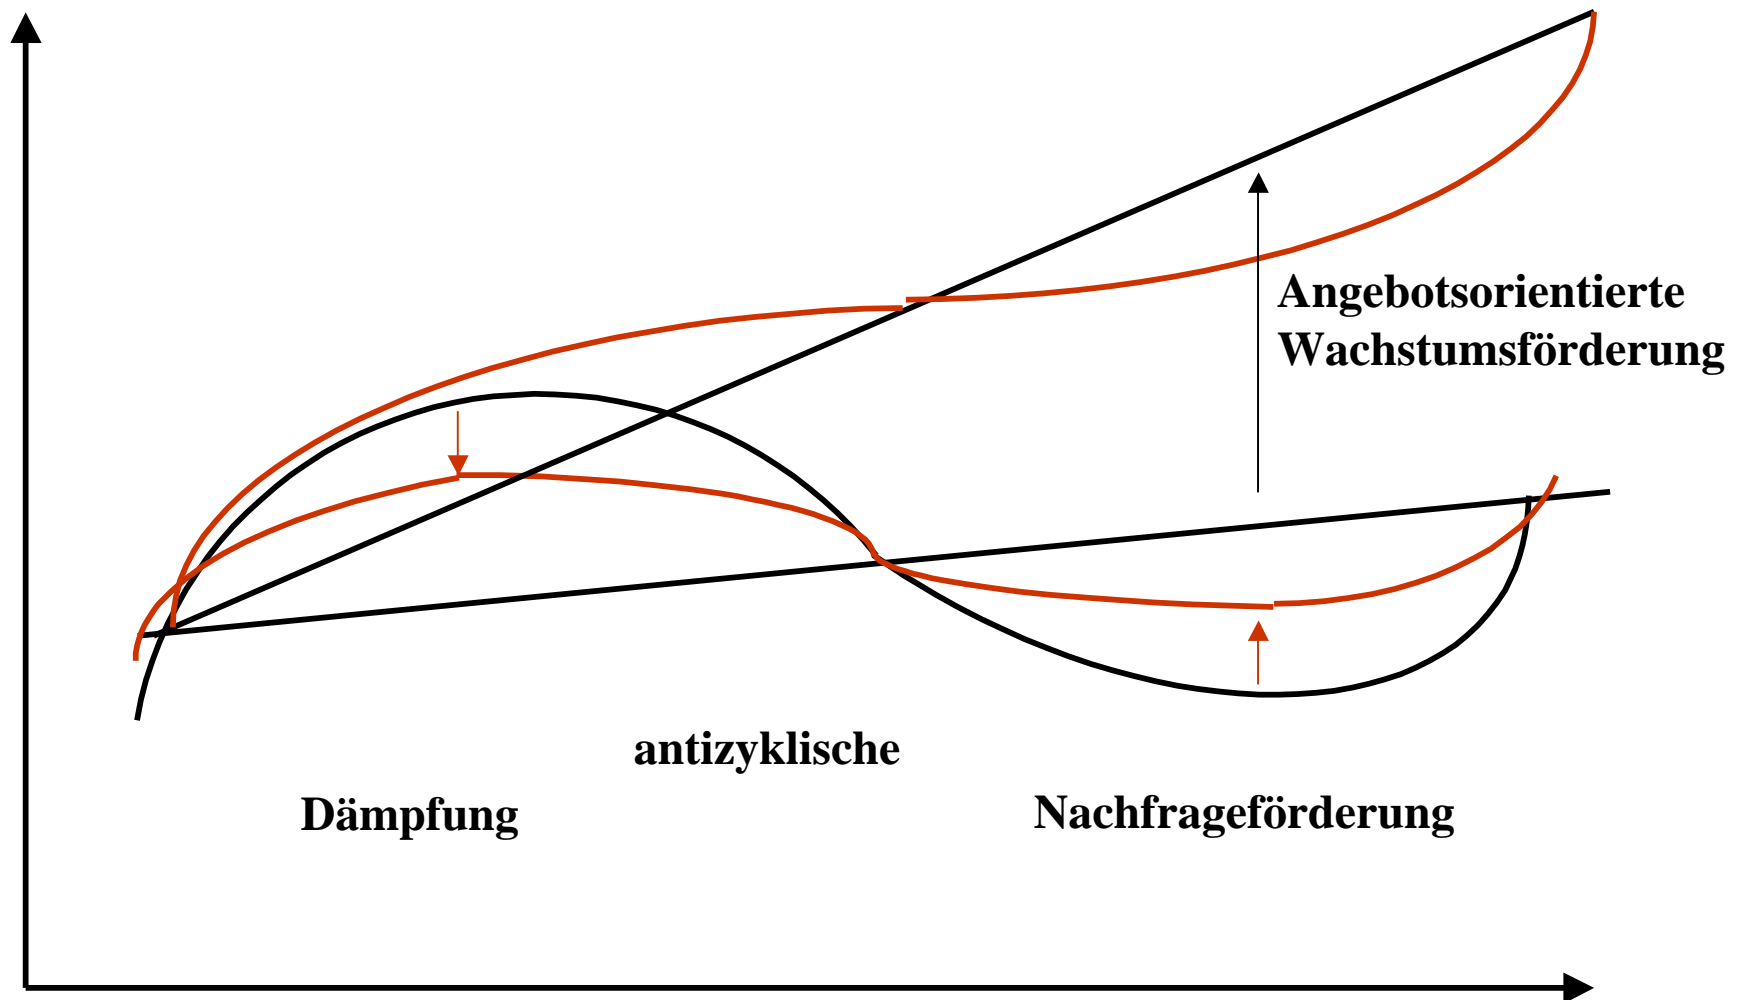 Angebotsorientierte
Wachstumsförderung
antizyklische
Dämpfung
Nachfrageförderung